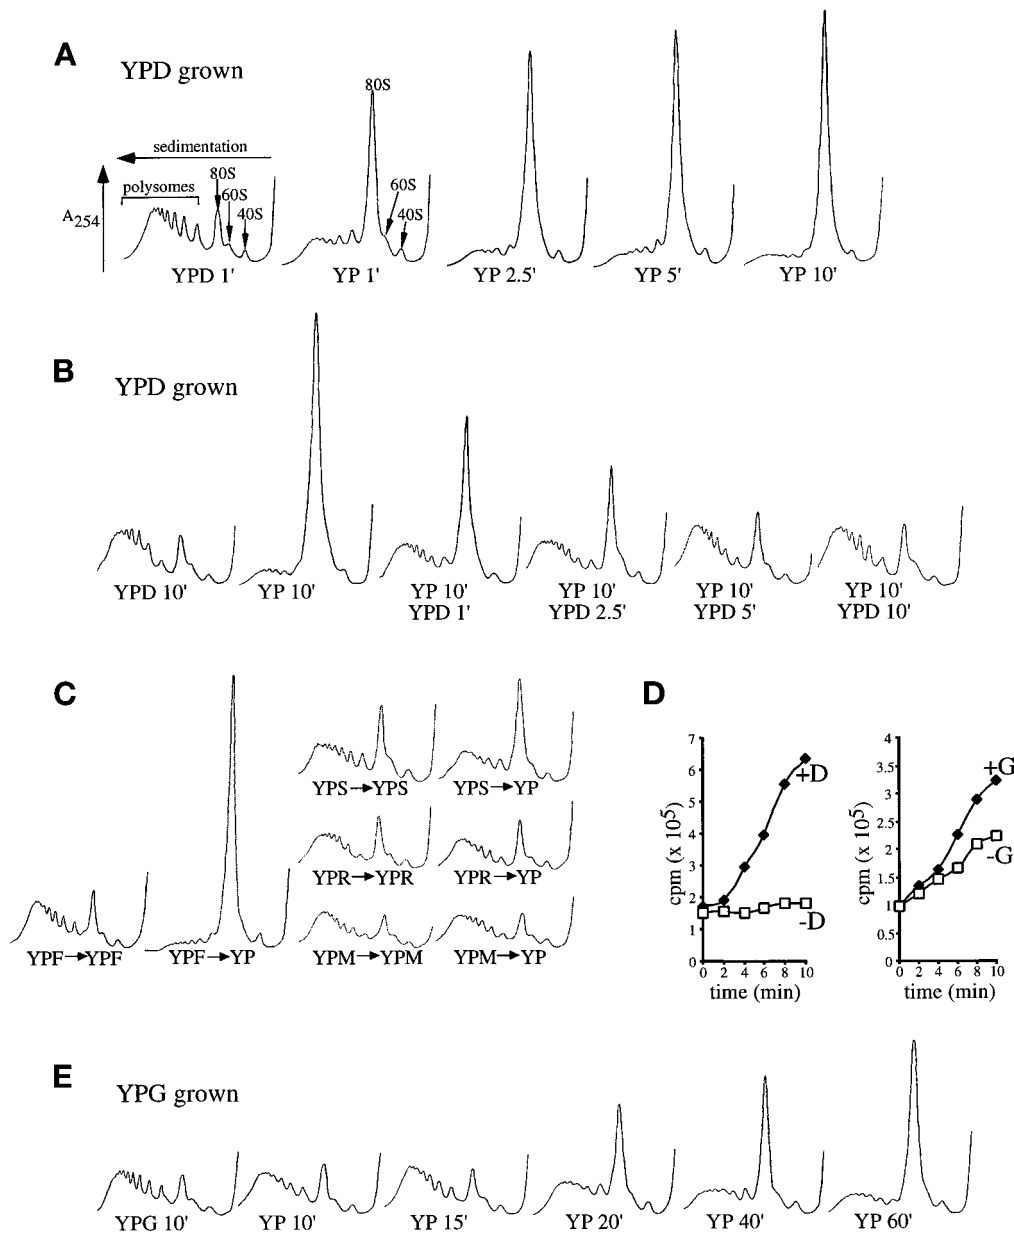 A
YPD grown
sedimentation
polysomes
80S
60S
40S
A254
YPD 1'
80S
60S
40S
YP 1'
YP 2.5'
YP 5'
YP 10'
B
YPD grown
YPD 10'
YP 10'
YP 10'
YPD 1'
YP 10'
YPD 2.5'
YP 10'
YPD 5'
YP 10'
YPD 10'
C
YPF→YPF
YPF→YP
YPS→YPS
YPS→YP
YPR→YPR
YPR→YP
YPM→YPM
YPM→YP
D
7
6
5
4
3
2
1
0
cpm (x 10⁵)
+D
-D
0 2 4 6 8 10
time (min)
4
3.5
3
2.5
2
1.5
1
0.5
0
cpm (x 10⁵)
+G
-G
0 2 4 6 8 10
time (min)
E
YPG grown
YPG 10'
YP 10'
YP 15'
YP 20'
YP 40'
YP 60'